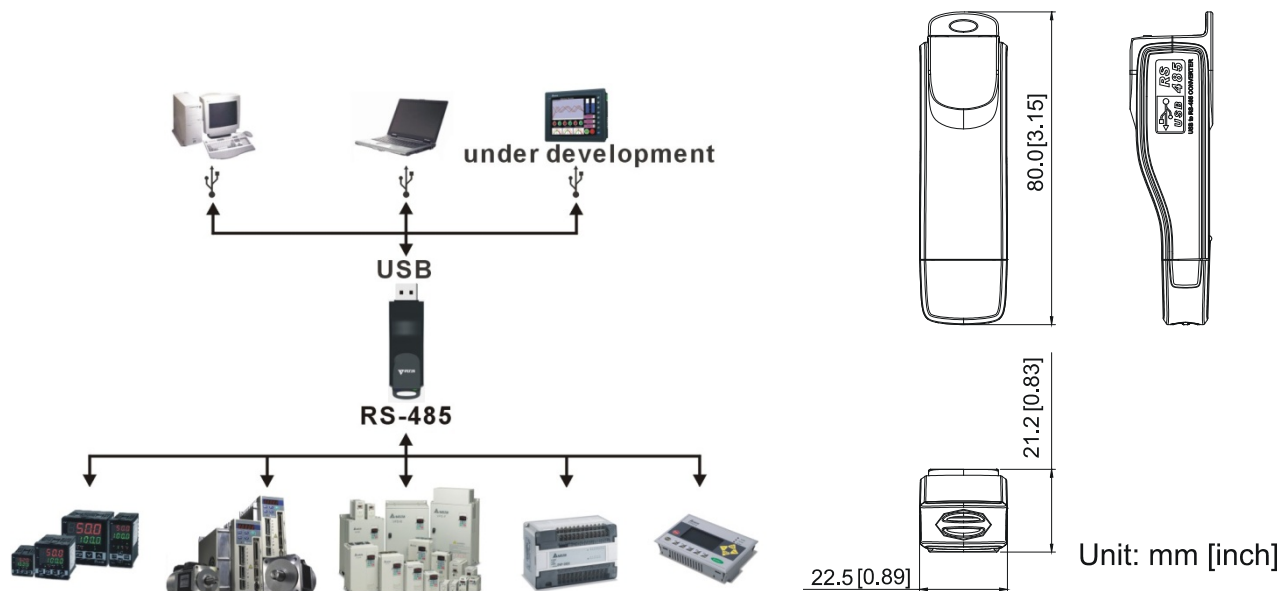 under development
USB
RS-485
80.0[3.15]
RS
USB 485
USB to RS-485 CONVERTER
21.2 [0.83]
22.5 [0.89]
Unit: mm [inch]